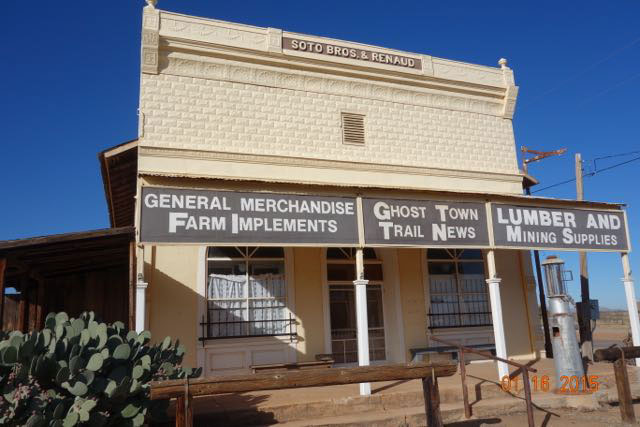 SOTO BROS. & RENAUD
GENERAL MERCHANDISE
FARM IMPLEMENTS
GHOST TOWN
TRAIL NEWS
LUMBER AND
MINING SUPPLIES
01 16 2015